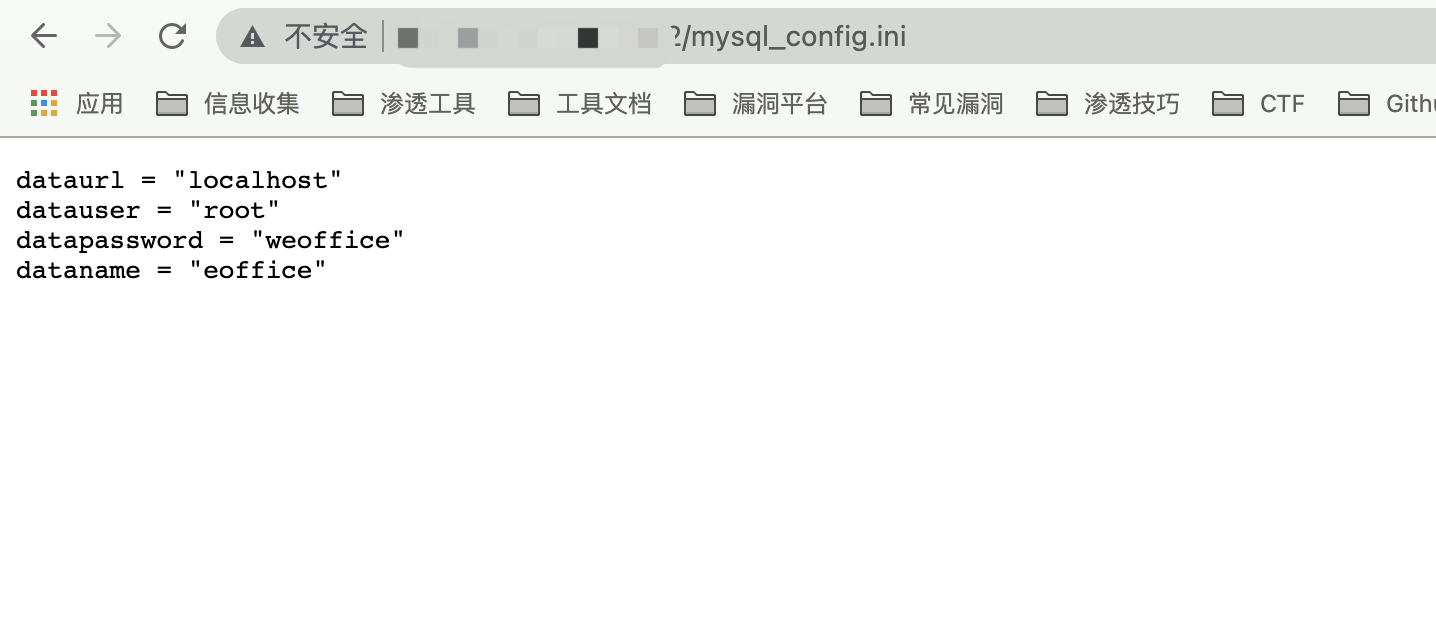 不安全 2/mysql_config.ini
应用 信息收集 渗透工具 工具文档 漏洞平台 常见漏洞 渗透技巧 CTF
dataurl = "localhost"
datauser = "root"
datapassword = "weoffice"
dataname = "eoffice"